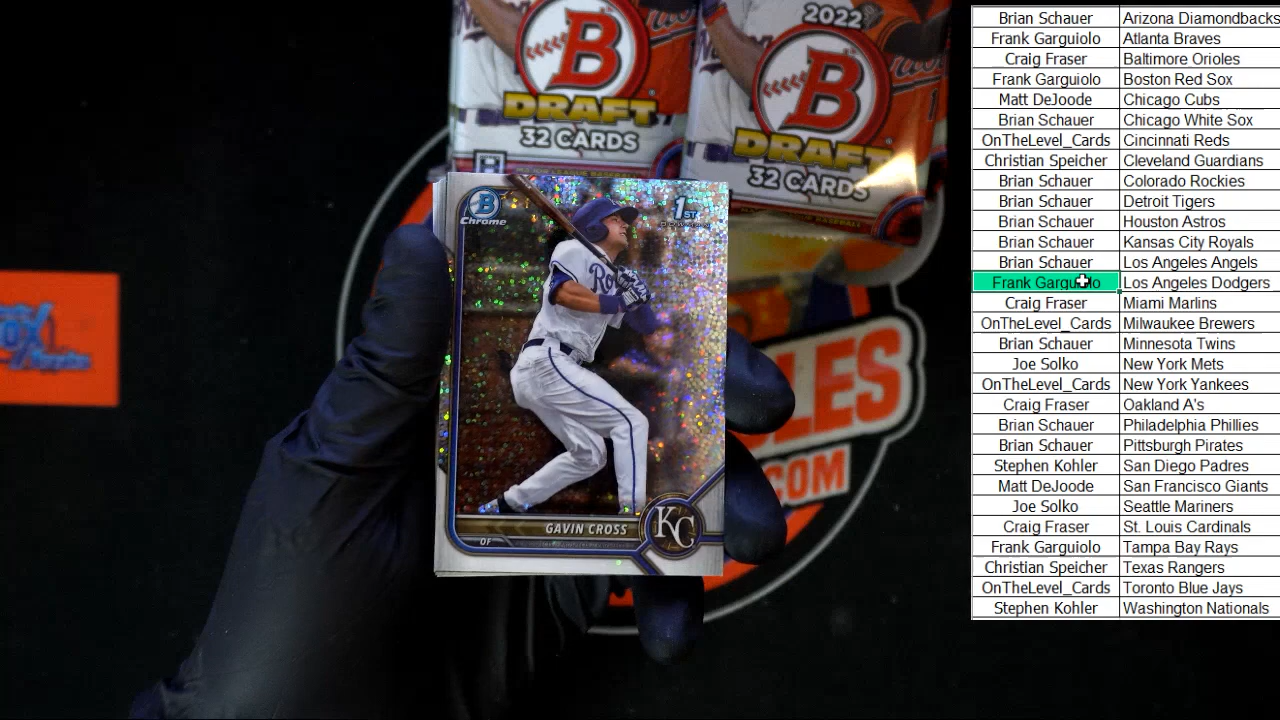 B
DRAFT
32 CARDS
2022
B
DRAFT
32 CARDS
B
Chrome
1ST
GAVIN CROSS
OF
KC
LES
.COM
Brian Schauer Arizona Diamondbacks
Frank Garguiolo Atlanta Braves
Craig Fraser Baltimore Orioles
Frank Garguiolo Boston Red Sox
Matt DeJoode Chicago Cubs
Brian Schauer Chicago White Sox
OnTheLevel_Cards Cincinnati Reds
Christian Speicher Cleveland Guardians
Brian Schauer Colorado Rockies
Brian Schauer Detroit Tigers
Brian Schauer Houston Astros
Brian Schauer Kansas City Royals
Brian Schauer Los Angeles Angels
Frank Garguiolo Los Angeles Dodgers
Craig Fraser Miami Marlins
OnTheLevel_Cards Milwaukee Brewers
Brian Schauer Minnesota Twins
Joe Solko New York Mets
OnTheLevel_Cards New York Yankees
Craig Fraser Oakland A's
Brian Schauer Philadelphia Phillies
Brian Schauer Pittsburgh Pirates
Stephen Kohler San Diego Padres
Matt DeJoode San Francisco Giants
Joe Solko Seattle Mariners
Craig Fraser St. Louis Cardinals
Frank Garguiolo Tampa Bay Rays
Christian Speicher Texas Rangers
OnTheLevel_Cards Toronto Blue Jays
Stephen Kohler Washington Nationals